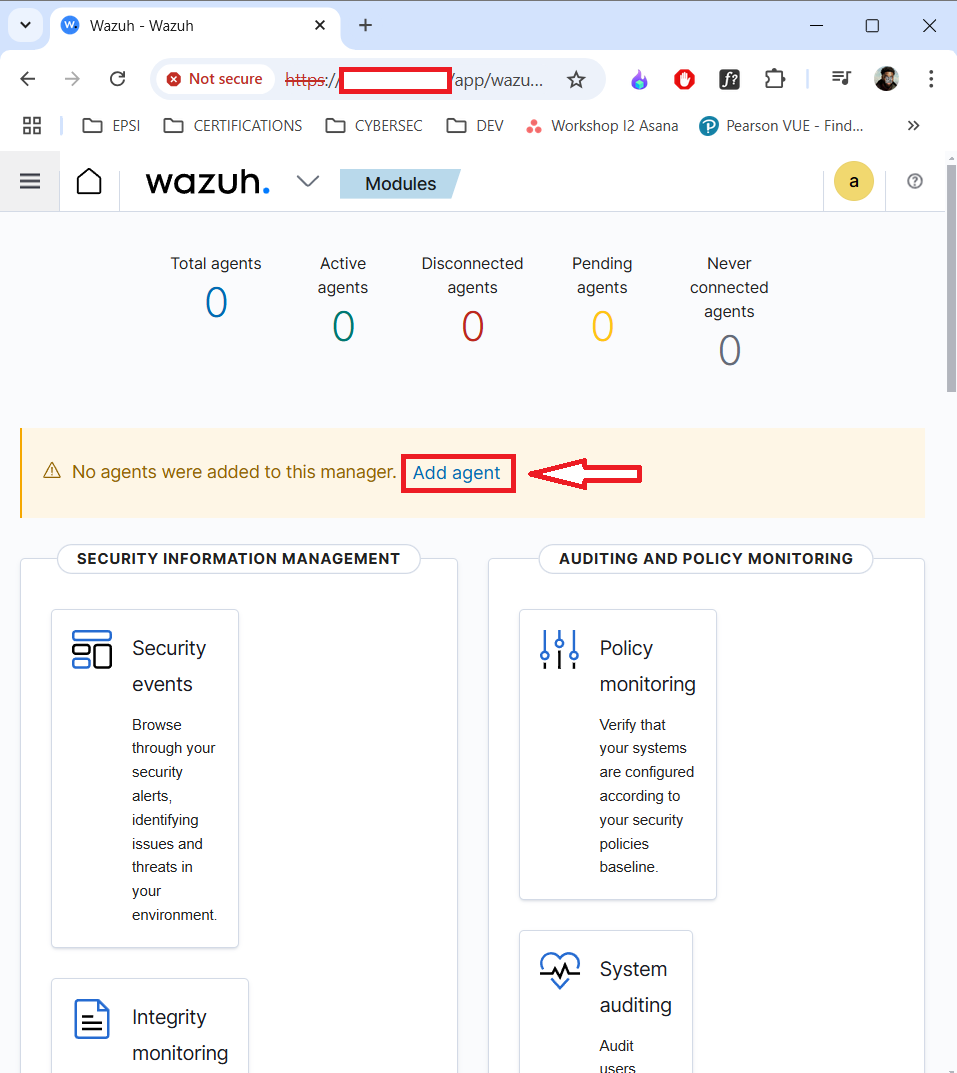 Wazuh - Wazuh
Not secure https:// /app/wazu...
EPSI CERTIFICATIONS CYBERSEC DEV Workshop I2 Asana Pearson VUE - Find...
wazuh. Modules a
Total agents
0
Active
agents
0
Disconnected
agents
0
Pending
agents
0
Never
connected
agents
0
No agents were added to this manager. Add agent
SECURITY INFORMATION MANAGEMENT
Security
events
Browse
through your
security
alerts,
identifying
issues and
threats in
your
environment.
Integrity
monitoring
AUDITING AND POLICY MONITORING
Policy
monitoring
Verify that
your systems
are configured
according to
your security
policies
baseline.
System
auditing
Audit
users